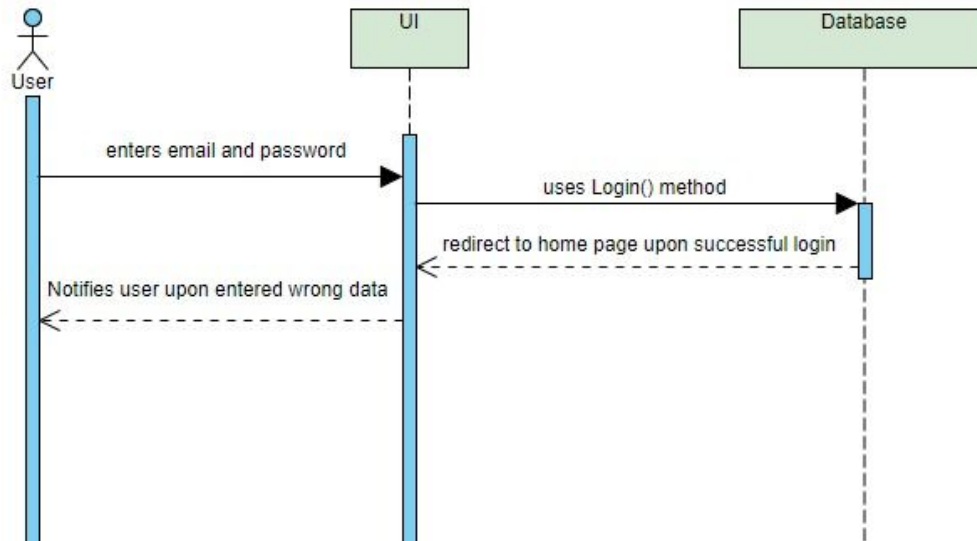 UI
Database
User
enters email and password
uses Login() method
redirect to home page upon successful login
Notifies user upon entered wrong data